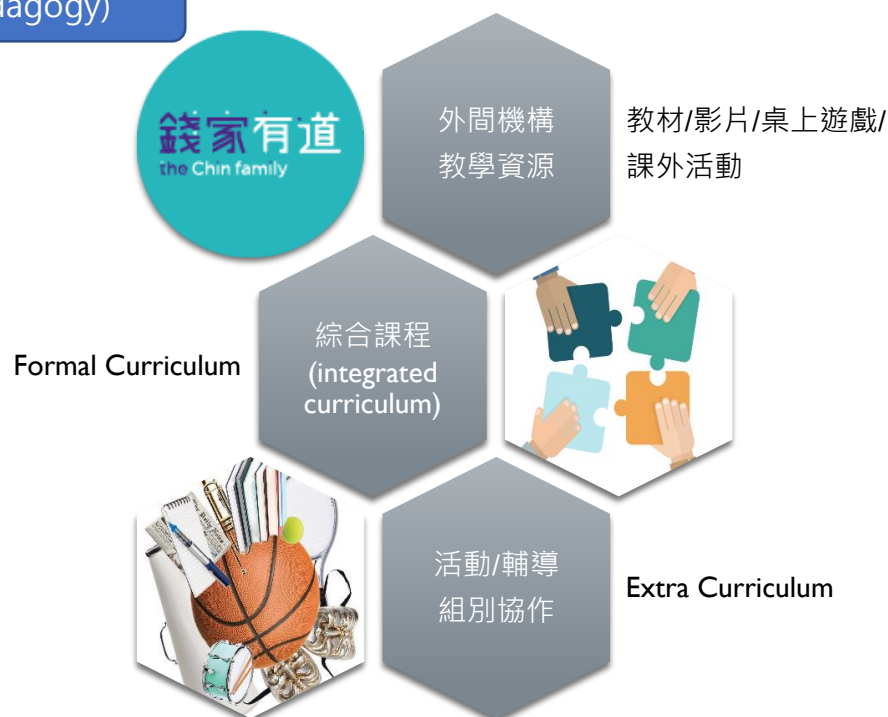 dagogy)
錢家有道
the Chin family
外間機構
教學資源
教材/影片/桌上遊戲/
課外活動
Formal Curriculum
綜合課程
(integrated
curriculum)
活動/輔導
組別協作
Extra Curriculum